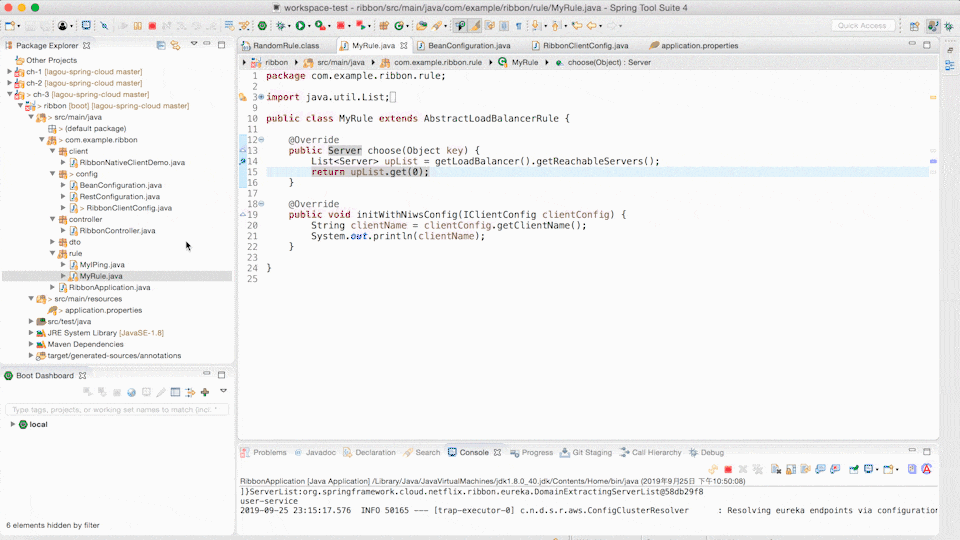 workspace-test - ribbon/src/main/java/com/example/ribbon/rule/MyRule.java - Spring Tool Suite 4
Quick Access
Package Explorer
RandomRule.class
MyRule.java
BeanConfiguration.java
RibbonClientConfig.java
application.properties
Other Projects
ch-1 [lagou-spring-cloud master]
ch-2 [lagou-spring-cloud master]
> ch-3 [lagou-spring-cloud master]
> ribbon [boot] [lagou-spring-cloud master]
> src/main/java
> (default package)
> com.example.ribbon
client
RibbonNativeClientDemo.java
> config
BeanConfiguration.java
RestConfiguration.java
> RibbonClientConfig.java
controller
RibbonController.java
dto
rule
MyIPing.java
MyRule.java
RibbonApplication.java
> src/main/resources
> application.properties
src/test/java
JRE System Library [JavaSE-1.8]
Maven Dependencies
target/generated-sources/annotations
ribbon
src/main/java
com.example.ribbon.rule
MyRule
choose(Object) : Server
1 package com.example.ribbon.rule;
2
3 import java.util.List;
9
10 public class MyRule extends AbstractLoadBalancerRule {
11
12 @Override
13 public Server choose(Object key) {
14 List<Server> upList = getLoadBalancer().getReachableServers();
15 return upList.get(0);
16 }
17
18 @Override
19 public void initWithNiwsConfig(IClientConfig clientConfig) {
20 String clientName = clientConfig.getClientName();
21 System.out.println(clientName);
22 }
23
24 }
25
Boot Dashboard
Type tags, projects, or working set names to match (incl. *
local
6 elements hidden by filter
Problems
Javadoc
Declaration
Search
Console
Progress
Git Staging
Call Hierarchy
Debug
RibbonApplication [Java Application] /Library/Java/JavaVirtualMachines/jdk1.8.0_40.jdk/Contents/Home/bin/java (2019年9月25日 下午10:50:08)
]}ServerList:org.springframework.cloud.netflix.ribbon.eureka.DomainExtractingServerList@58db29f8
user-service
2019-09-25 23:15:17.576 INFO 50165 --- [trap-executor-0] c.n.d.s.r.aws.ConfigClusterResolver : Resolving eureka endpoints via configuration